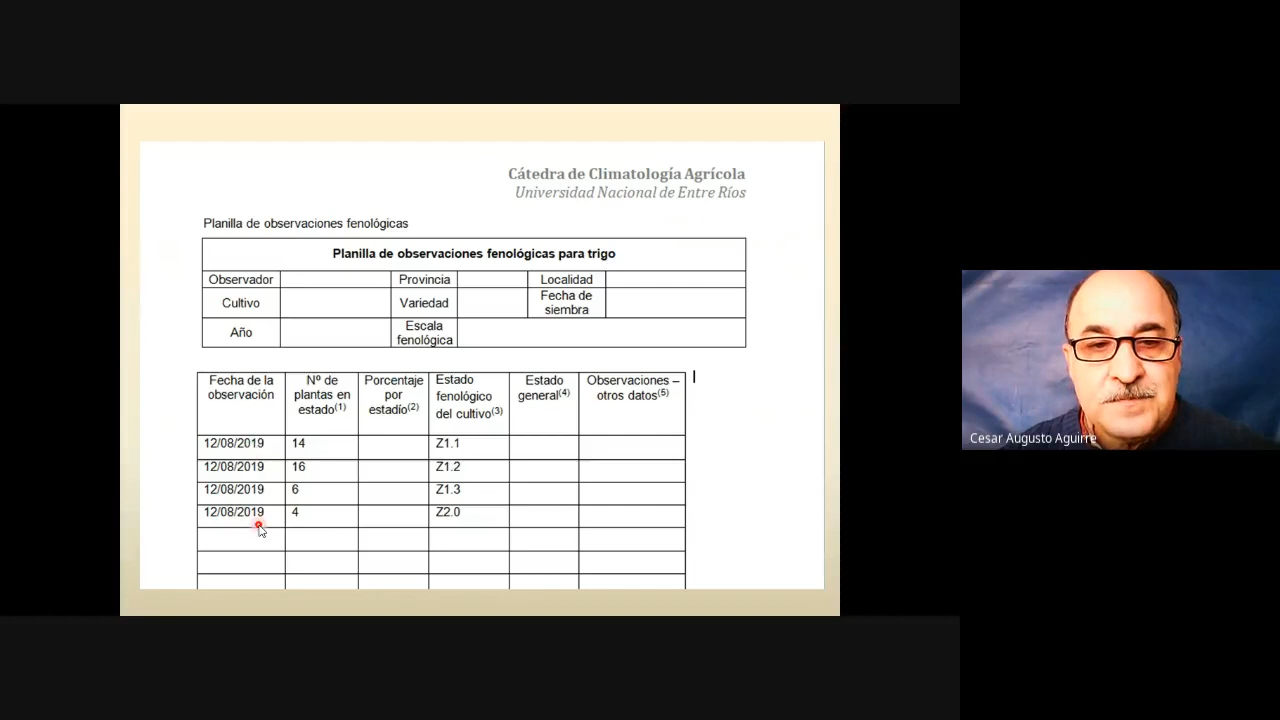 Cátedra de Climatología Agrícola
Universidad Nacional de Entre Ríos
Planilla de observaciones fenológicas
Planilla de observaciones fenológicas para trigo
Observador Provincia Localidad
Cultivo Variedad Fecha de siembra
Año Escala fenológica
Fecha de la observación Nº de plantas en estado(1) Porcentaje por estadío(2) Estado fenológico del cultivo(3) Estado general(4) Observaciones – otros datos(5)
12/08/2019 14 Z1.1
12/08/2019 16 Z1.2
12/08/2019 6 Z1.3
12/08/2019 4 Z2.0
Cesar Augusto Aguirre